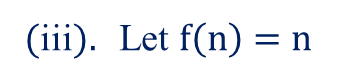 (iii). Let f(n) = n